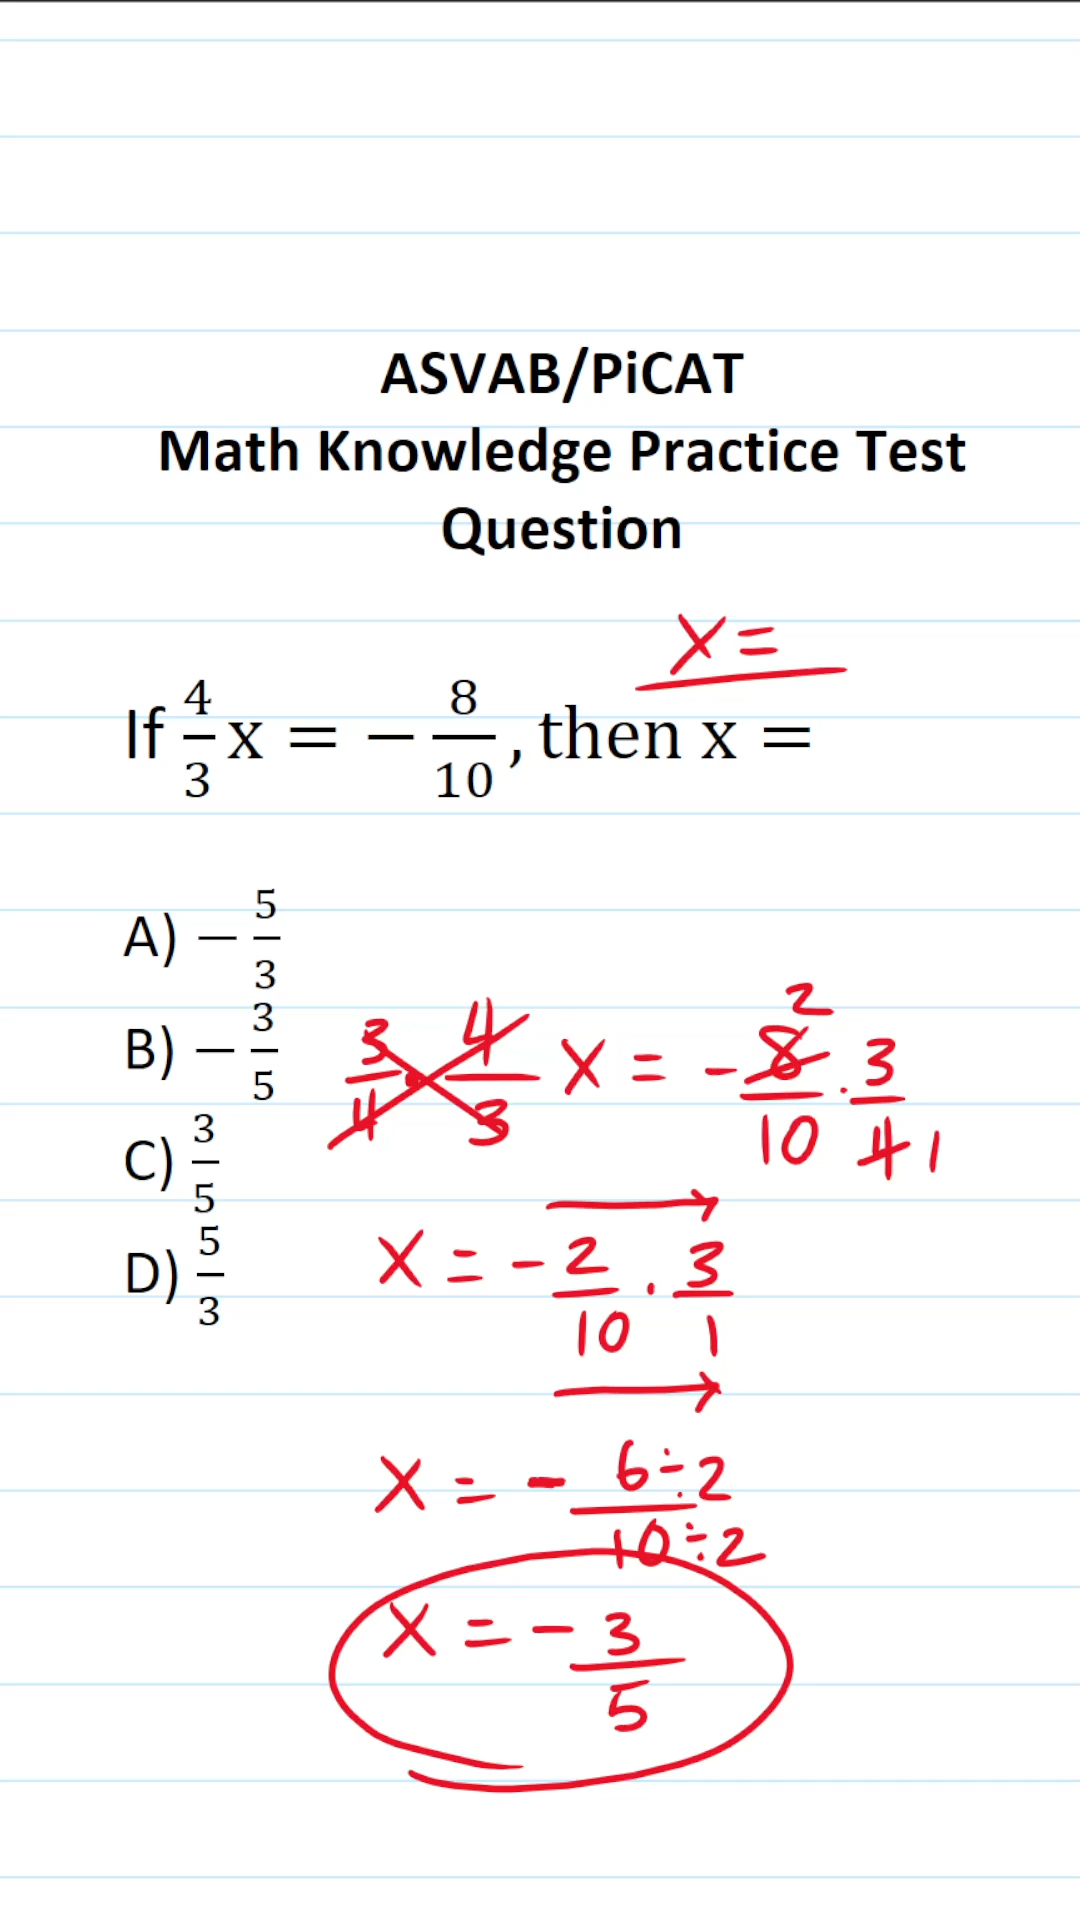 ASVAB/PiCAT
Math Knowledge Practice Test
Question
x =
If 4/3 x = − 8/10, then x =
A) − 5/3
B) − 3/5
C) 3/5
D) 5/3
3/4 · 4/3 x = - 8/10 · 3/4 2 1
x = - 2/10 · 3/1
x = - 6÷2/10÷2
x = - 3/5